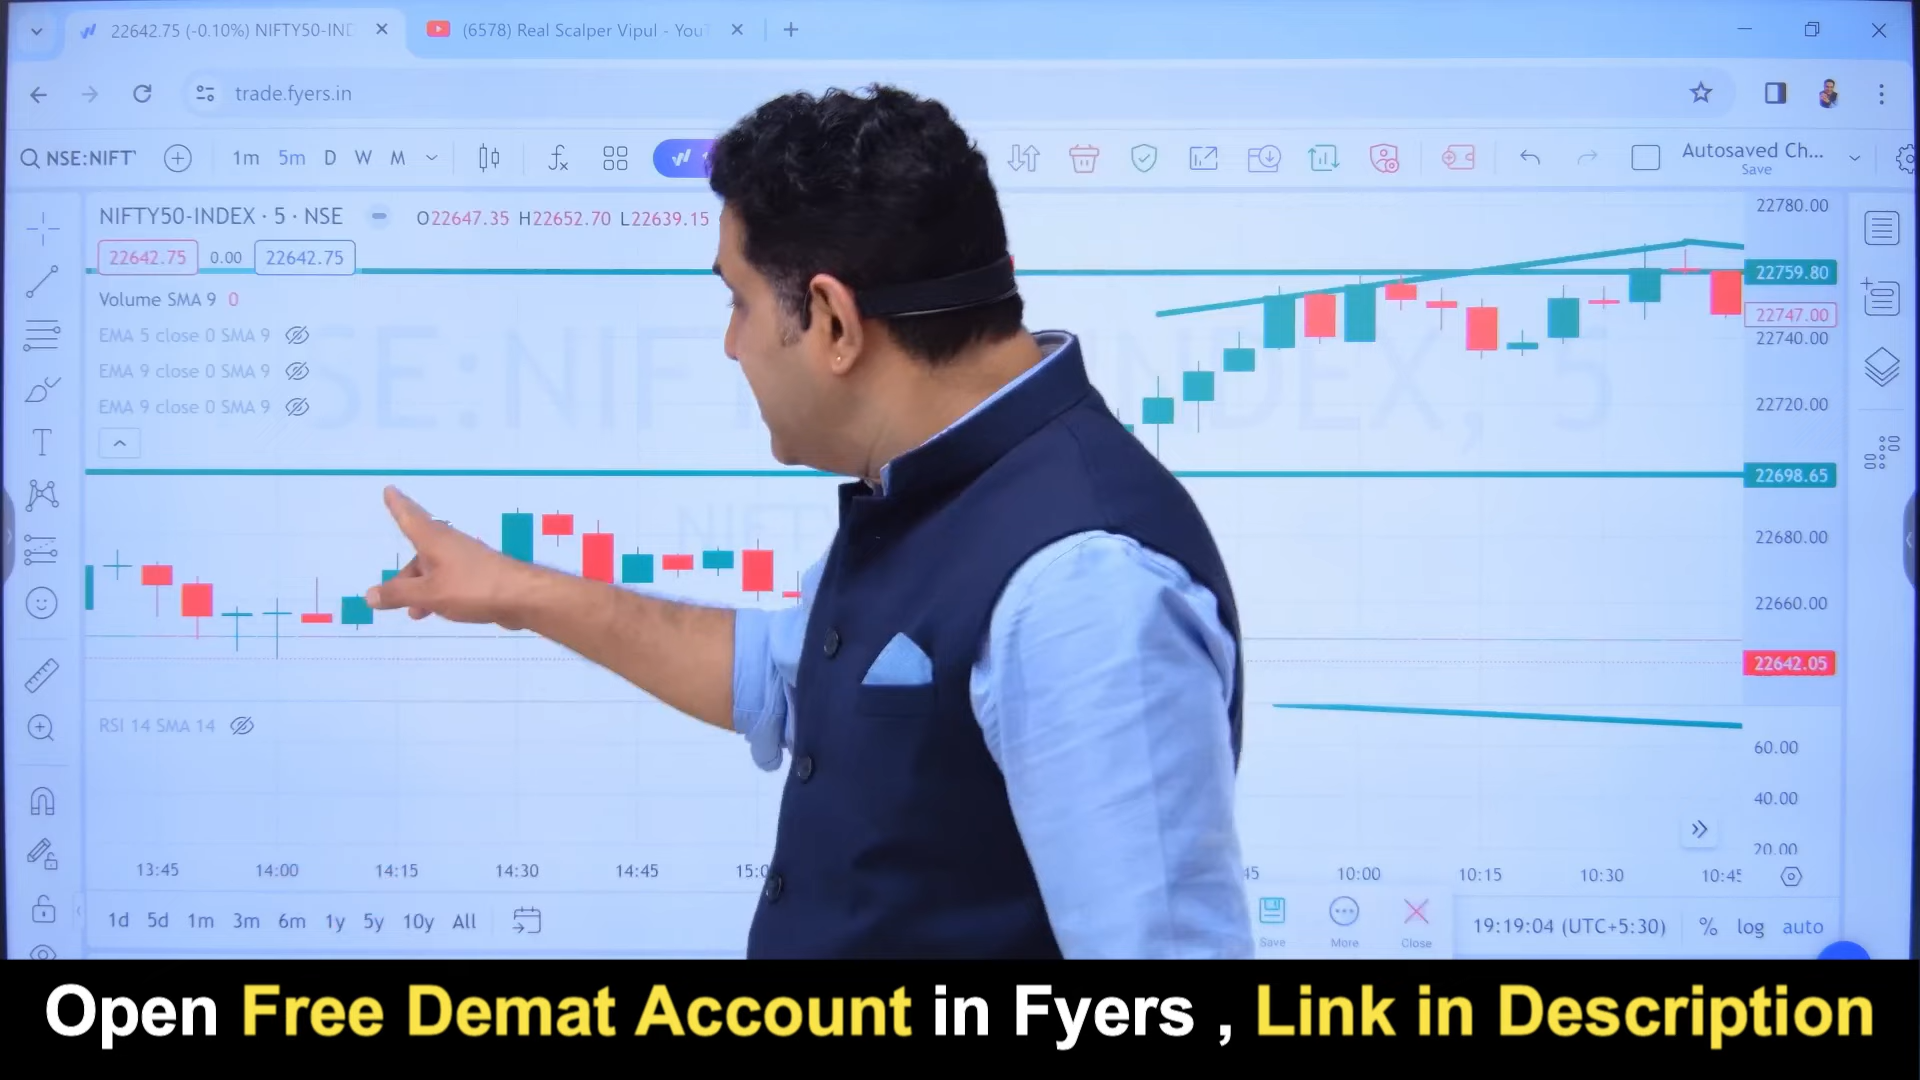 22642.75 (-0.10%) NIFTY50-IND
(6578) Real Scalper Vipul - YouT
trade.fyers.in
NSE:NIFT
1m 5m D W M
Autosaved Ch...
Save
NIFTY50-INDEX · 5 · NSE
O22647.35 H22652.70 L22639.15
22642.75 0.00 22642.75
Volume SMA 9 0
EMA 5 close 0 SMA 9
EMA 9 close 0 SMA 9
EMA 9 close 0 SMA 9
22780.00
22759.80
22747.00
22740.00
22720.00
22698.65
22680.00
22660.00
22642.05
RSI 14 SMA 14
60.00
40.00
20.00
13:45 14:00 14:15 14:30 14:45 15:0 45 10:00 10:15 10:30 10:45
1d 5d 1m 3m 6m 1y 5y 10y All
Save More Close
19:19:04 (UTC+5:30) % log auto
Open Free Demat Account in Fyers , Link in Description